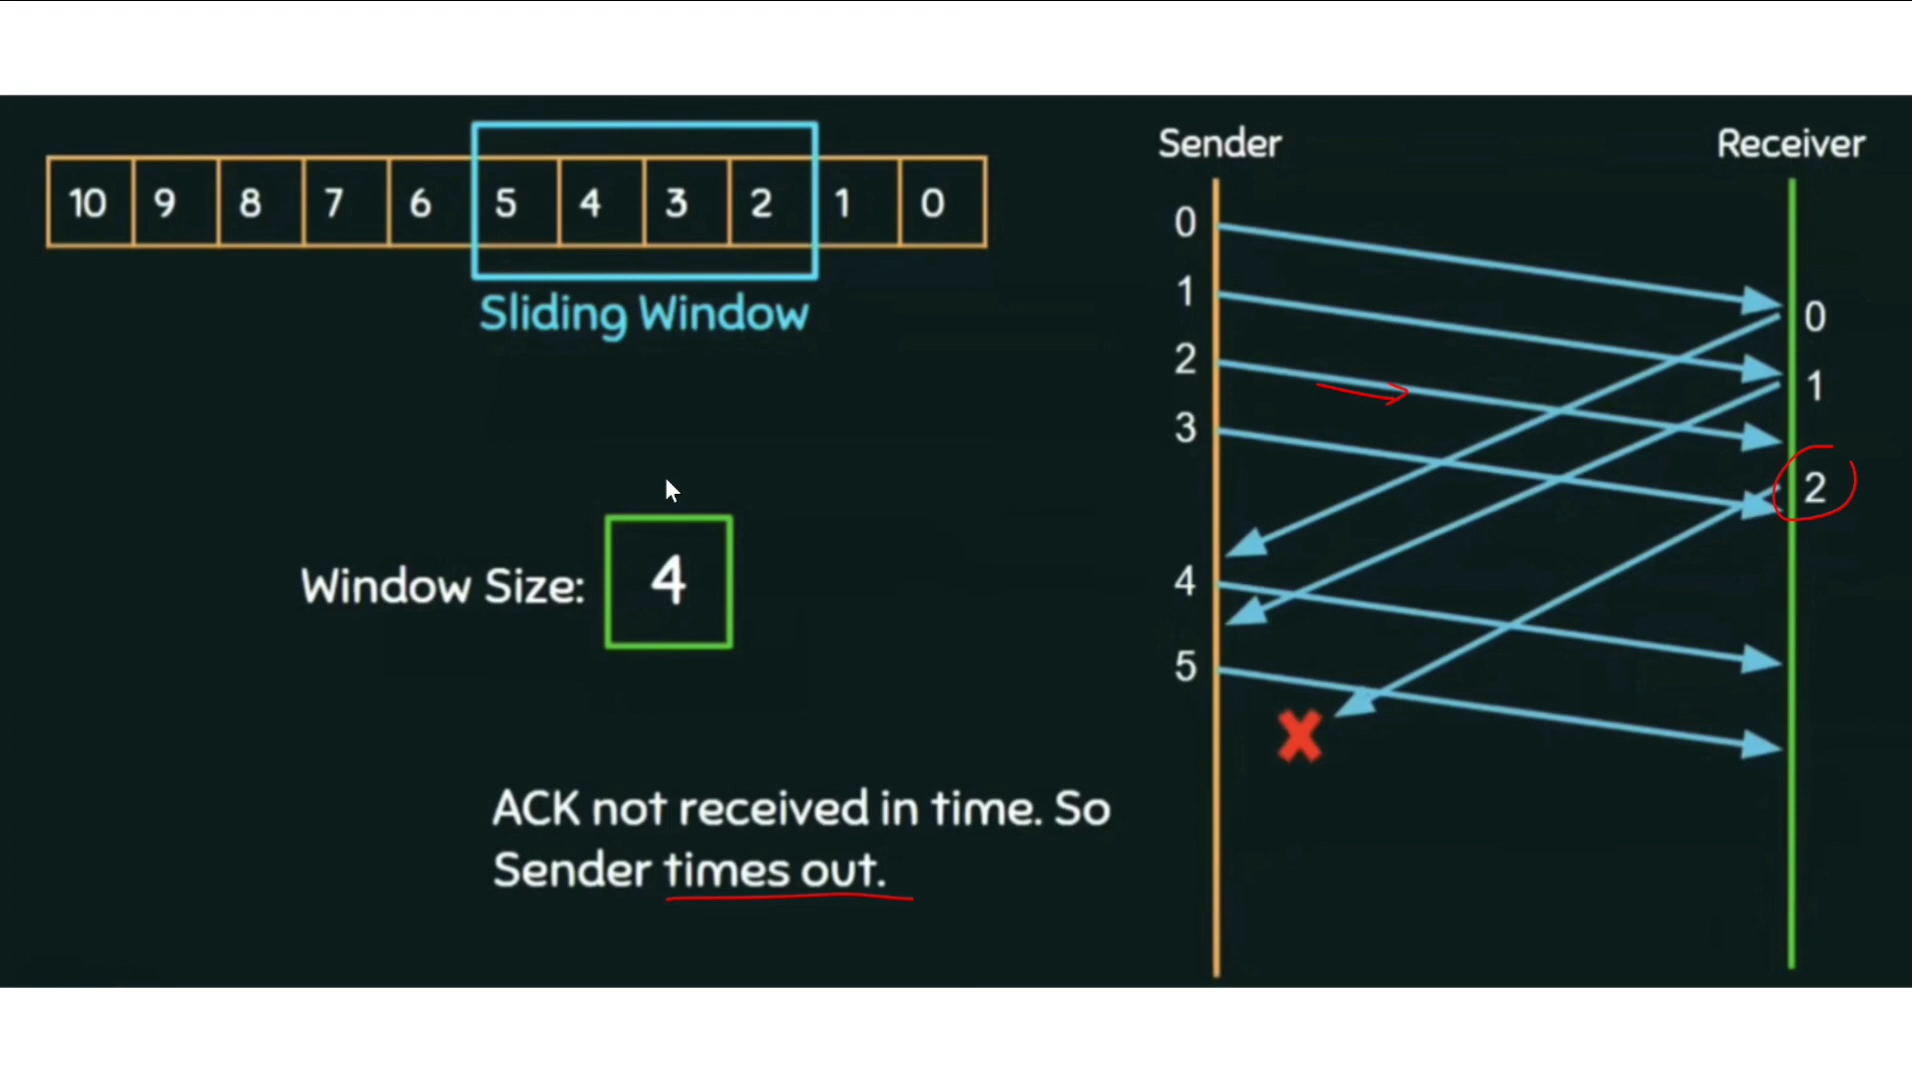 10 9 8 7 6 5 4 3 2 1 0
Sliding Window
Window Size: 4
ACK not received in time. So
Sender times out.
Sender Receiver
0
1
2
3
4
5
0
1
2